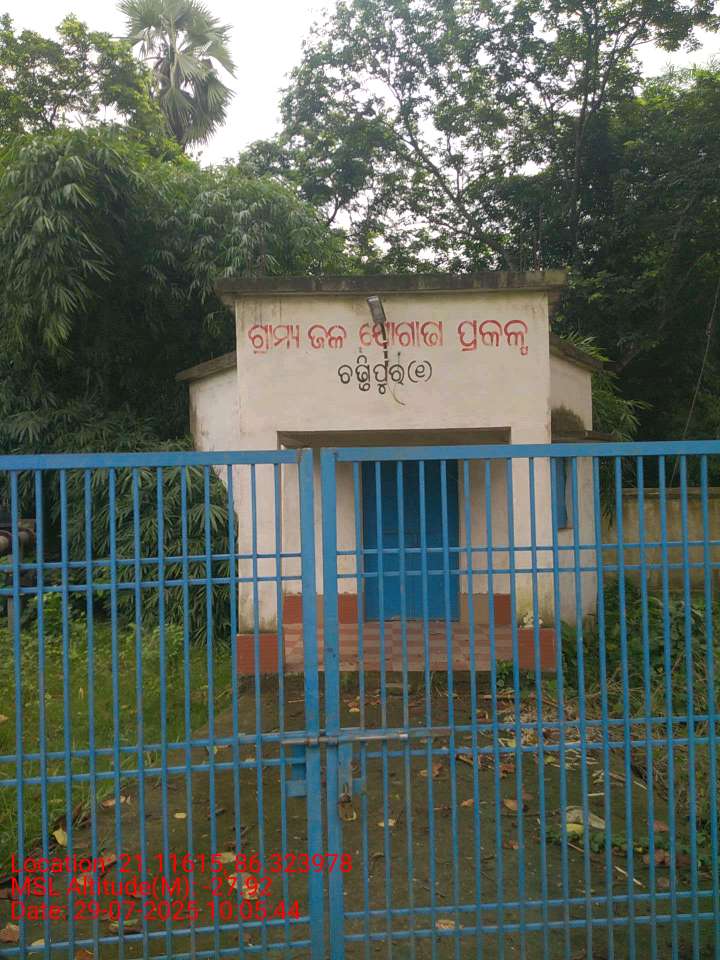 ଗ୍ରାମ୍ୟ ଜଳ ଯୋଗାଣ ପ୍ରକଳ୍ପ
ଚଣ୍ଡିପୁର(୧)
Location: 21.11615 86.323978
MSL Altitude(M): -27.92
Date: 29-07-2025 10:05:44